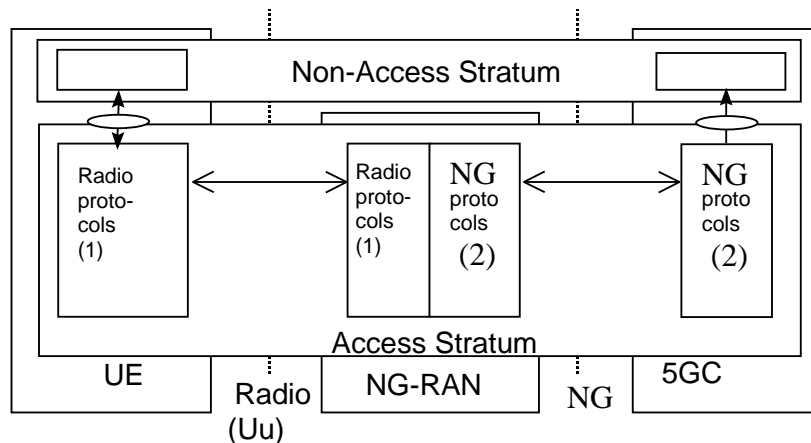 Non-Access Stratum
Radio
proto-
cols
(1)
Radio
proto-
cols
(1)
NG
proto
cols
(2)
NG
proto
cols
(2)
Access Stratum
UE
Radio
(Uu)
NG-RAN
NG
5GC